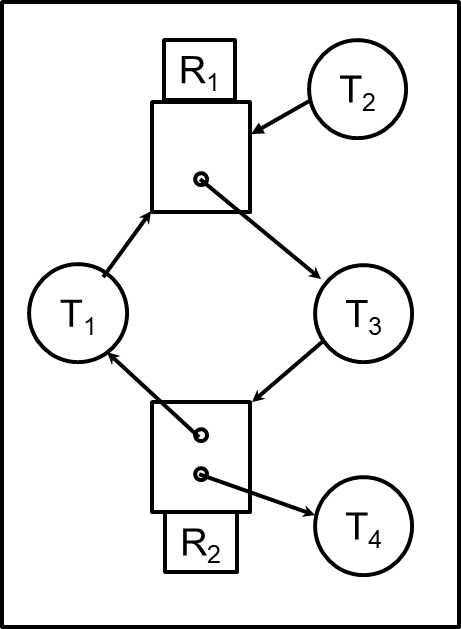 R₁
T₂
T₁
T₃
R₂
T₄